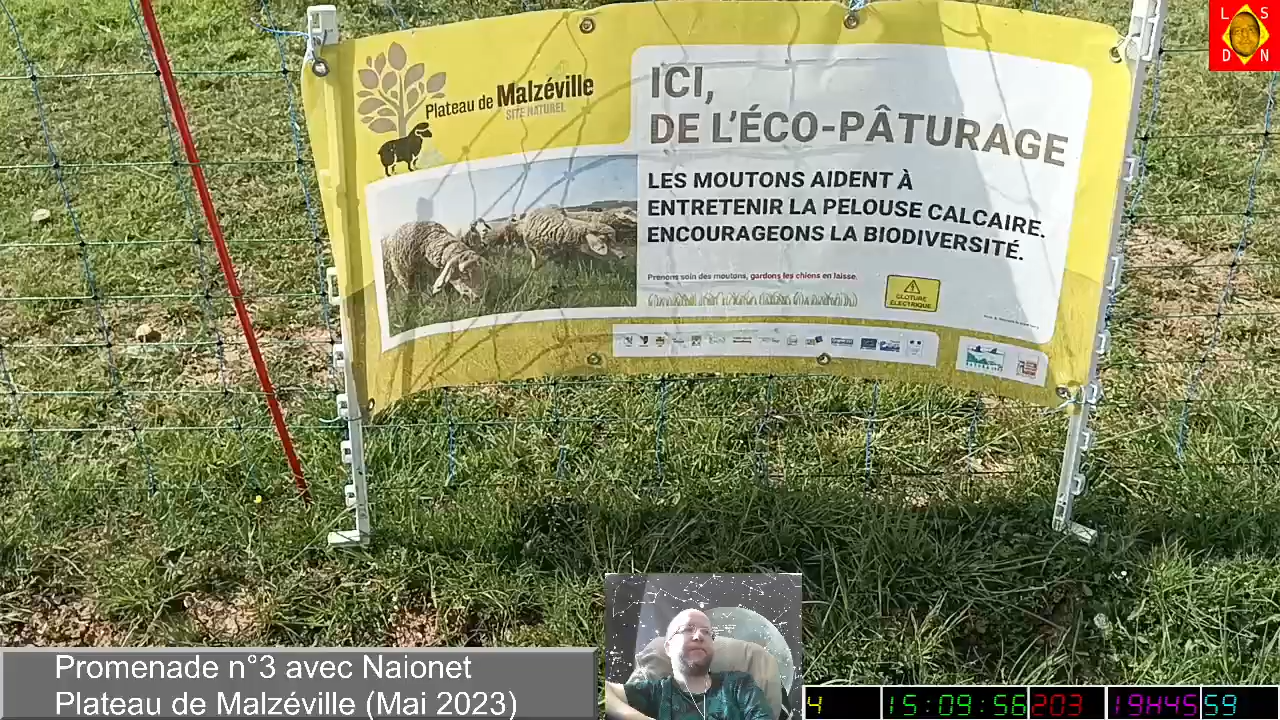 L S
D N
Plateau de Malzéville
SITE NATUREL
ICI,
DE L'ÉCO-PÂTURAGE
LES MOUTONS AIDENT À
ENTRETENIR LA PELOUSE CALCAIRE.
ENCOURAGEONS LA BIODIVERSITÉ.
Prenons soin des moutons, gardons les chiens en laisse.
CLÔTURE
ÉLECTRIQUE
Promenade n°3 avec Naionet
Plateau de Malzéville (Mai 2023)
4 15:09:56 203 19H45 59